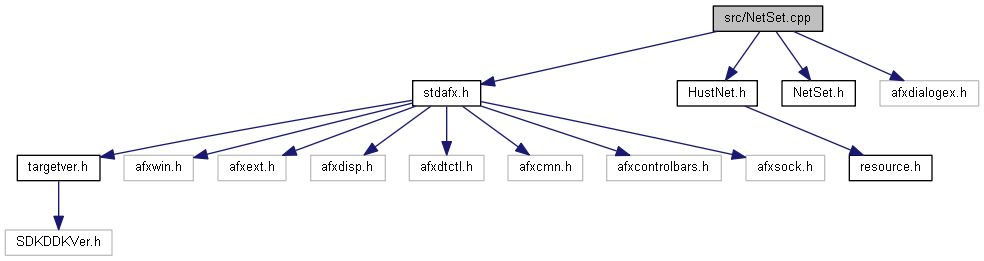 src/NetSet.cpp
stdafx.h
HustNet.h
NetSet.h
afxdialogex.h
targetver.h
afxwin.h
afxext.h
afxdisp.h
afxdtctl.h
afxcmn.h
afxcontrolbars.h
afxsock.h
resource.h
SDKDDKVer.h